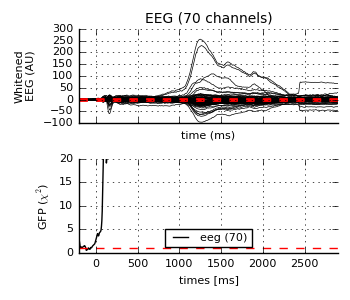 EEG (70 channels)
Whitened
EEG (AU)
300
250
200
150
100
50
0
−50
−100
time (ms)
GFP (χ²)
20
15
10
5
0
eeg (70)
0 500 1000 1500 2000 2500
times [ms]